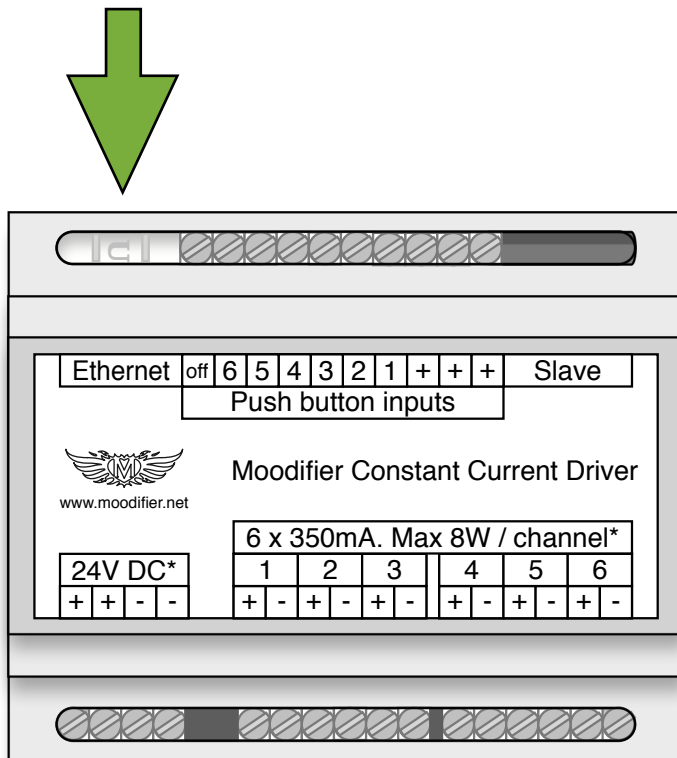 Ethernet off 6 5 4 3 2 1 + + + Slave
Push button inputs
Moodifier Constant Current Driver
www.moodifier.net
6 x 350mA. Max 8W / channel*
24V DC* 1 2 3 4 5 6
+ + - - + - + - + - + - + - + -